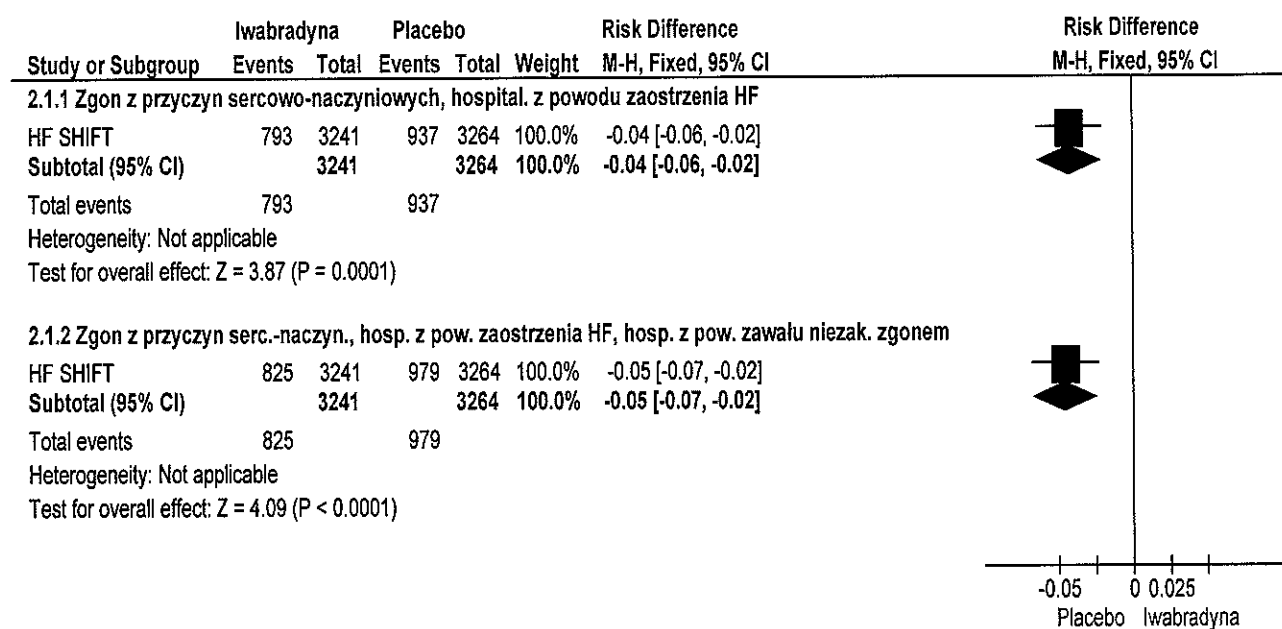 Iwabradyna Placebo Risk Difference Risk Difference
Study or Subgroup Events Total Events Total Weight M-H, Fixed, 95% CI M-H, Fixed, 95% CI
2.1.1 Zgon z przyczyn sercowo-naczyniowych, hospital. z powodu zaostrzenia HF
HF SHIFT 793 3241 937 3264 100.0% -0.04 [-0.06, -0.02]
Subtotal (95% CI) 3241 3264 100.0% -0.04 [-0.06, -0.02]
Total events 793 937
Heterogeneity: Not applicable
Test for overall effect: Z = 3.87 (P = 0.0001)
2.1.2 Zgon z przyczyn serc.-naczyn., hosp. z pow. zaostrzenia HF, hosp. z pow. zawału niezak. zgonem
HF SHIFT 825 3241 979 3264 100.0% -0.05 [-0.07, -0.02]
Subtotal (95% CI) 3241 3264 100.0% -0.05 [-0.07, -0.02]
Total events 825 979
Heterogeneity: Not applicable
Test for overall effect: Z = 4.09 (P < 0.0001)
-0.05 0 0.025
Placebo Iwabradyna